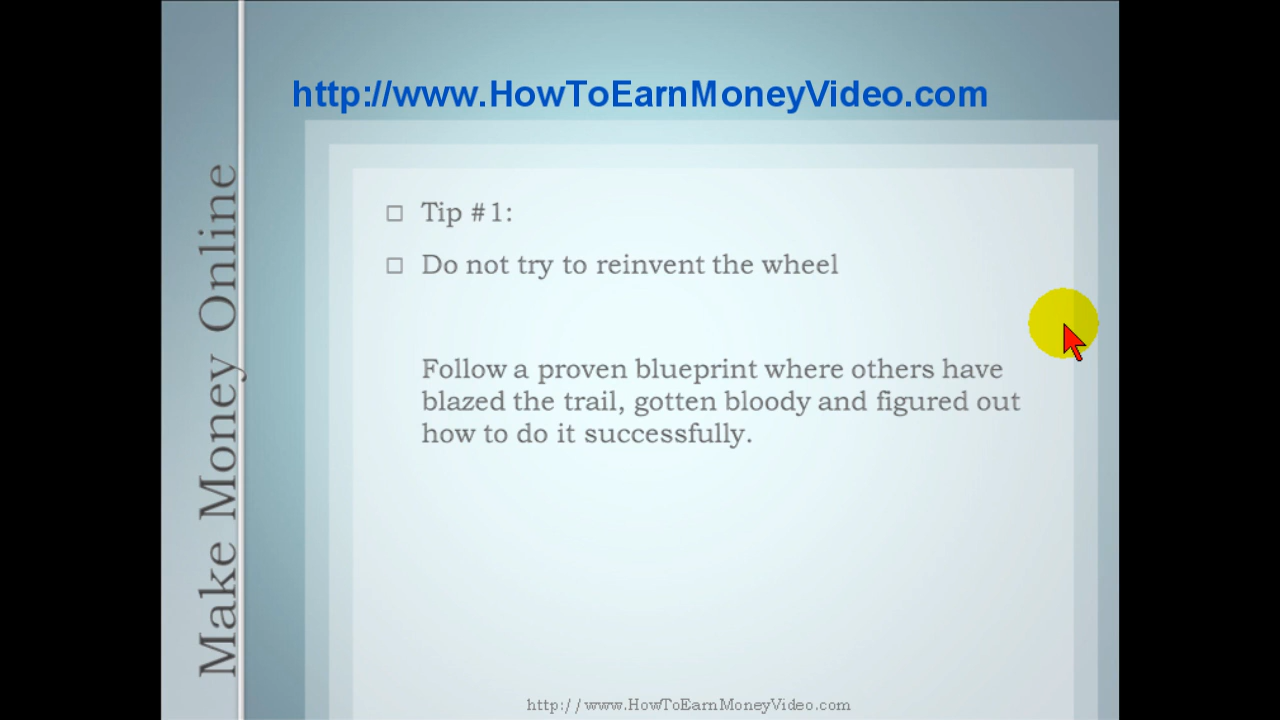 http://www.HowToEarnMoneyVideo.com
Make Money Online
Tip #1:
Do not try to reinvent the wheel
Follow a proven blueprint where others have
blazed the trail, gotten bloody and figured out
how to do it successfully.
http://www.HowToEarnMoneyVideo.com